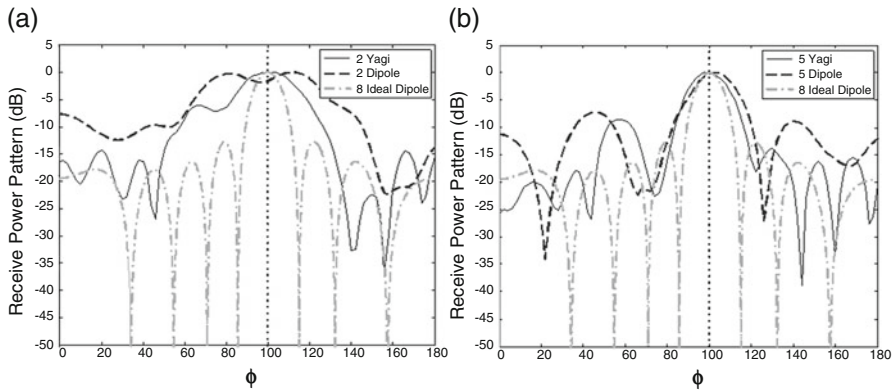 (a)
Receive Power Pattern (dB)
5
0
-5
-10
-15
-20
-25
-30
-35
-40
-45
-50
0 20 40 60 80 100 120 140 160 180
ϕ
2 Yagi
2 Dipole
8 Ideal Dipole
(b)
Receive Power Pattern (dB)
5
0
-5
-10
-15
-20
-25
-30
-35
-40
-45
-50
0 20 40 60 80 100 120 140 160 180
ϕ
5 Yagi
5 Dipole
8 Ideal Dipole